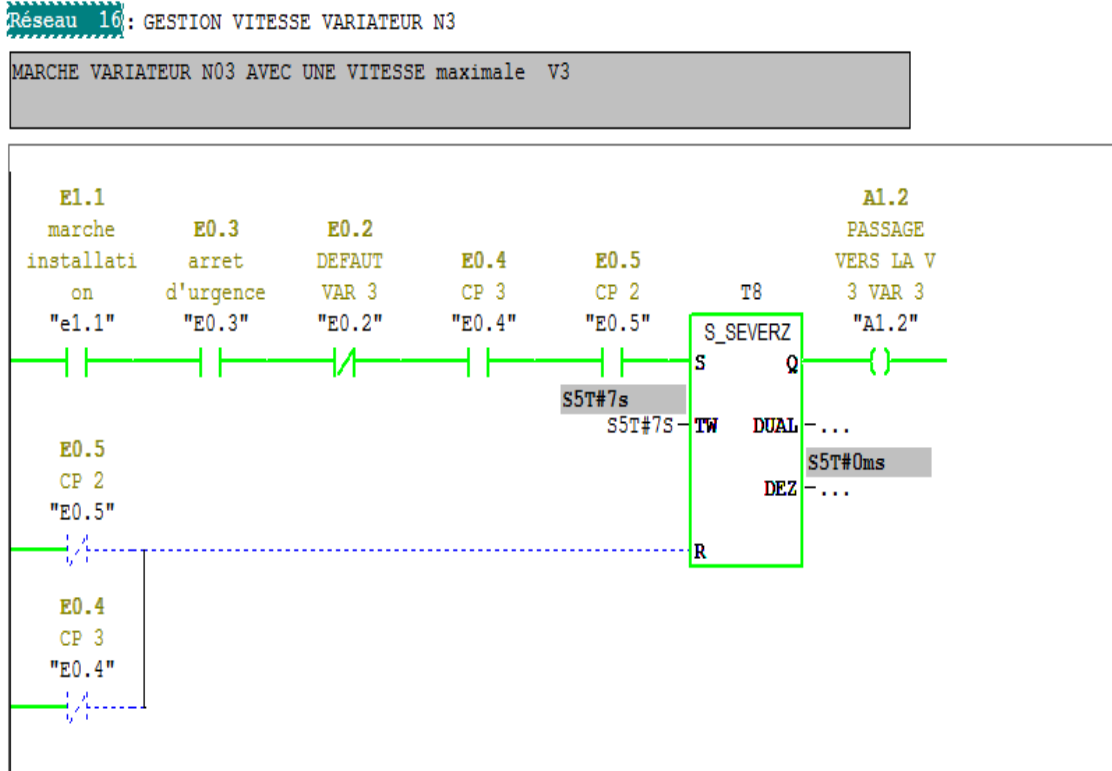 Réseau 16 : GESTION VITESSE VARIATEUR N3
MARCHE VARIATEUR N03 AVEC UNE VITESSE maximale V3
E1.1
marche
installati
on
"e1.1"
E0.3
arret
d'urgence
"E0.3"
E0.2
DEFAUT
VAR 3
"E0.2"
E0.4
CP 3
"E0.4"
E0.5
CP 2
"E0.5"
T8
S_SEVERZ
S Q
A1.2
PASSAGE
VERS LA V
3 VAR 3
"A1.2"
S5T#7s
S5T#7S TW DUAL ...
S5T#0ms
DEZ ...
E0.5
CP 2
"E0.5"
R
E0.4
CP 3
"E0.4"